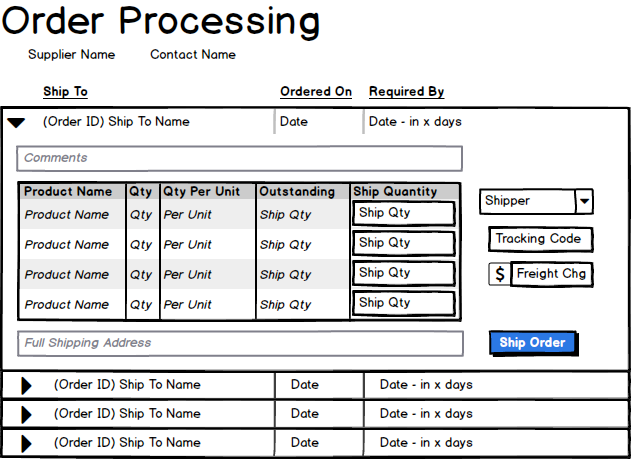 Order Processing
Supplier Name Contact Name
Ship To Ordered On Required By
(Order ID) Ship To Name Date Date - in x days
Comments
Product Name Qty Qty Per Unit Outstanding Ship Quantity
Product Name Qty Per Unit Ship Qty Ship Qty
Product Name Qty Per Unit Ship Qty Ship Qty
Product Name Qty Per Unit Ship Qty Ship Qty
Product Name Qty Per Unit Ship Qty Ship Qty
Shipper
Tracking Code
$ Freight Chg
Full Shipping Address
Ship Order
(Order ID) Ship To Name Date Date - in x days
(Order ID) Ship To Name Date Date - in x days
(Order ID) Ship To Name Date Date - in x days